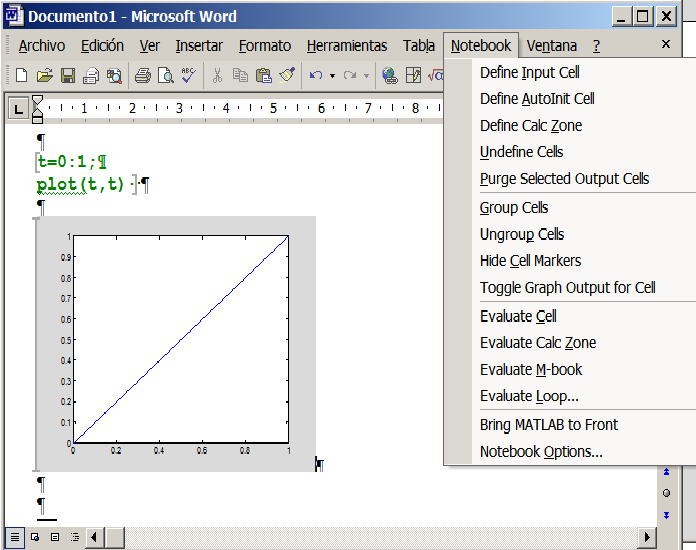 Documento1 - Microsoft Word
Archivo Edición Ver Insertar Formato Herramientas Tabla Notebook Ventana ?
L 1 2 3 4 5 6 7 8
Define Input Cell
Define AutoInit Cell
Define Calc Zone
Undefine Cells
Purge Selected Output Cells
Group Cells
Ungroup Cells
Hide Cell Markers
Toggle Graph Output for Cell
Evaluate Cell
Evaluate Calc Zone
Evaluate M-book
Evaluate Loop...
Bring MATLAB to Front
Notebook Options...
¶
[t=0:1;¶
plot(t,t) ·]·¶
¶
1
0.9
0.8
0.7
0.6
0.5
0.4
0.3
0.2
0.1
0
0 0.2 0.4 0.6 0.8 1
¶
¶
¶